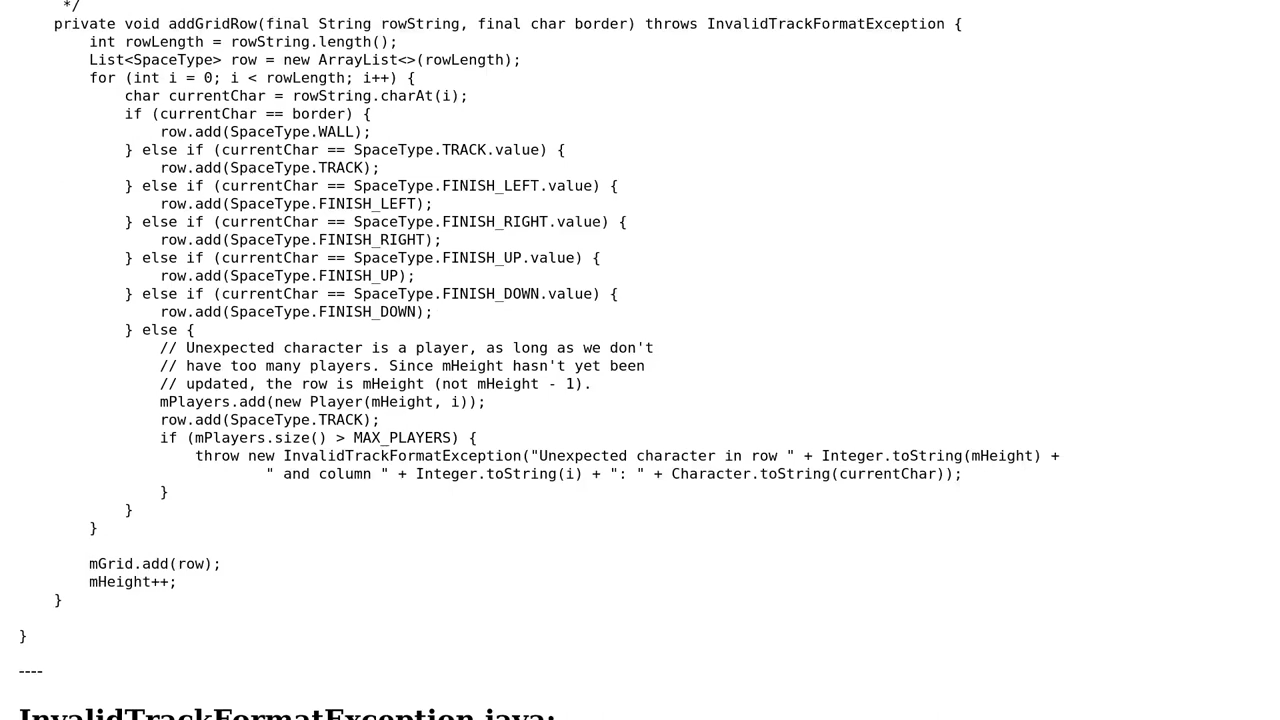 */
private void addGridRow(final String rowString, final char border) throws InvalidTrackFormatException {
int rowLength = rowString.length();
List<SpaceType> row = new ArrayList<>(rowLength);
for (int i = 0; i < rowLength; i++) {
char currentChar = rowString.charAt(i);
if (currentChar == border) {
row.add(SpaceType.WALL);
} else if (currentChar == SpaceType.TRACK.value) {
row.add(SpaceType.TRACK);
} else if (currentChar == SpaceType.FINISH_LEFT.value) {
row.add(SpaceType.FINISH_LEFT);
} else if (currentChar == SpaceType.FINISH_RIGHT.value) {
row.add(SpaceType.FINISH_RIGHT);
} else if (currentChar == SpaceType.FINISH_UP.value) {
row.add(SpaceType.FINISH_UP);
} else if (currentChar == SpaceType.FINISH_DOWN.value) {
row.add(SpaceType.FINISH_DOWN);
} else {
// Unexpected character is a player, as long as we don't
// have too many players. Since mHeight hasn't yet been
// updated, the row is mHeight (not mHeight - 1).
mPlayers.add(new Player(mHeight, i));
row.add(SpaceType.TRACK);
if (mPlayers.size() > MAX_PLAYERS) {
throw new InvalidTrackFormatException("Unexpected character in row " + Integer.toString(mHeight) +
" and column " + Integer.toString(i) + ": " + Character.toString(currentChar));
}
}
}
mGrid.add(row);
mHeight++;
}
}
----
InvalidTrackFormatException.java: